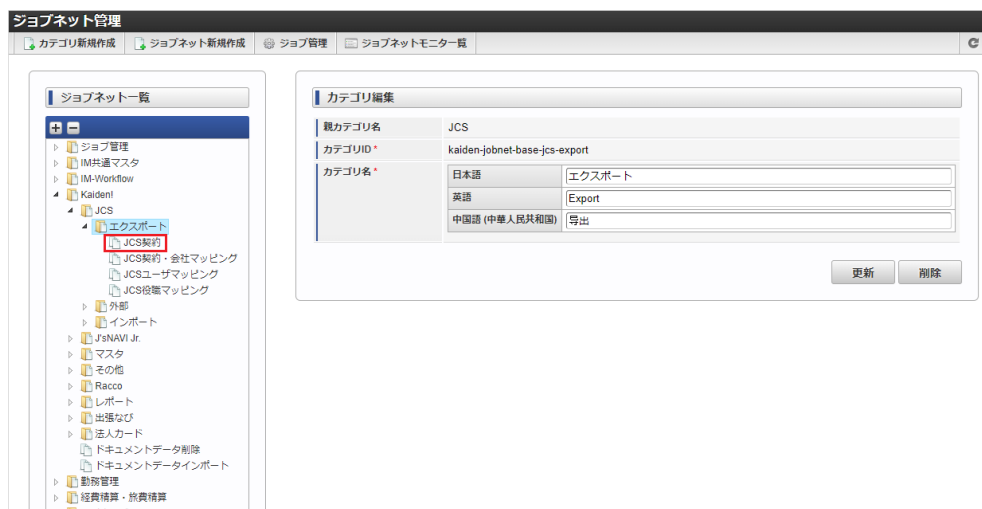 ジョブネット管理
カテゴリ新規作成 ジョブネット新規作成 ジョブ管理 ジョブネットモニタ一覧
ジョブネット一覧
ジョブ管理
IM共通マスタ
IM-Workflow
Kaiden!
JCS
エクスポート
JCS契約
JCS契約・会社マッピング
JCSユーザマッピング
JCS役職マッピング
外部
インポート
J'sNAVI Jr.
マスタ
その他
Racco
レポート
出張なび
法人カード
ドキュメントデータ削除
ドキュメントデータインポート
勤務管理
経費精算・旅費精算
カテゴリ編集
親カテゴリ名 JCS
カテゴリID* kaiden-jobnet-base-jcs-export
カテゴリ名* 日本語 エクスポート
英語 Export
中国語 (中華人民共和国) 导出
更新 削除